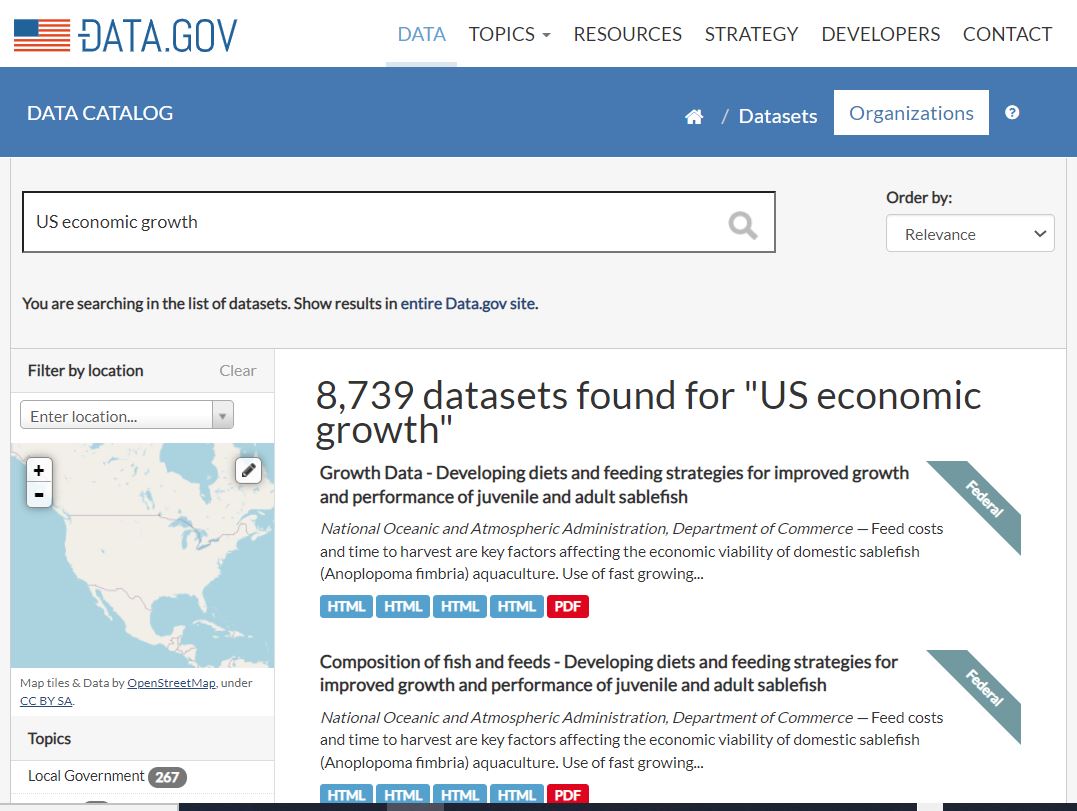 DATA.GOV
DATA TOPICS RESOURCES STRATEGY DEVELOPERS CONTACT
DATA CATALOG
/ Datasets Organizations ?
US economic growth
Order by:
Relevance
You are searching in the list of datasets. Show results in entire Data.gov site.
Filter by location Clear
Enter location...
+
-
Map tiles & Data by OpenStreetMap, under
CC BY SA.
Topics
Local Government 267
8,739 datasets found for "US economic
growth"
Growth Data - Developing diets and feeding strategies for improved growth
and performance of juvenile and adult sablefish
Federal
National Oceanic and Atmospheric Administration, Department of Commerce — Feed costs
and time to harvest are key factors affecting the economic viability of domestic sablefish
(Anoplopoma fimbria) aquaculture. Use of fast growing...
HTML HTML HTML HTML PDF
Composition of fish and feeds - Developing diets and feeding strategies for
improved growth and performance of juvenile and adult sablefish
Federal
National Oceanic and Atmospheric Administration, Department of Commerce — Feed costs
and time to harvest are key factors affecting the economic viability of domestic sablefish
(Anoplopoma fimbria) aquaculture. Use of fast growing...
HTML HTML HTML HTML PDF